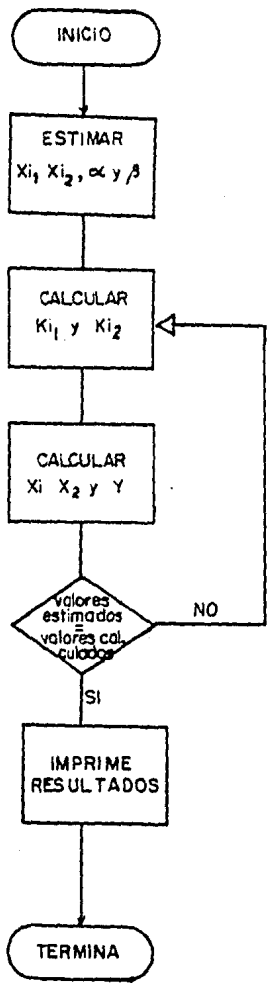 INICIO
ESTIMAR
Xi₁ Xi₂, α y β
CALCULAR
Ki₁ y Ki₂
CALCULAR
Xi X₂ y Y
valores
estimados
=
valores cal_
culados
NO
SI
IMPRIME
RESULTADOS
TERMINA